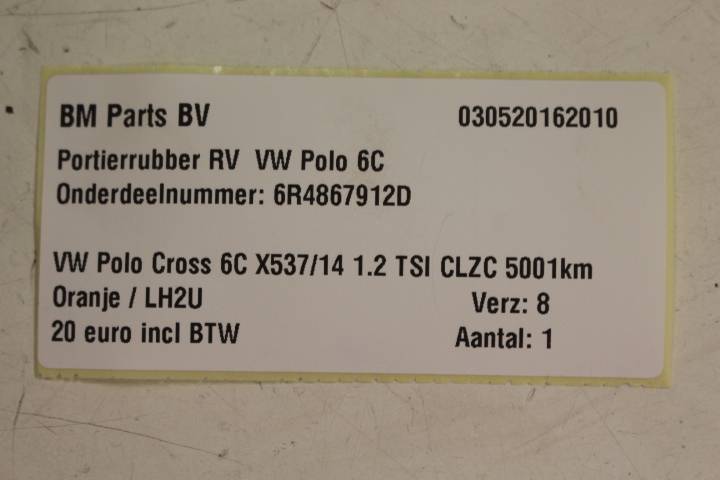 BM Parts BV 030520162010
Portierrubber RV VW Polo 6C
Onderdeelnummer: 6R4867912D
VW Polo Cross 6C X537/14 1.2 TSI CLZC 5001km
Oranje / LH2U Verz: 8
20 euro incl BTW Aantal: 1